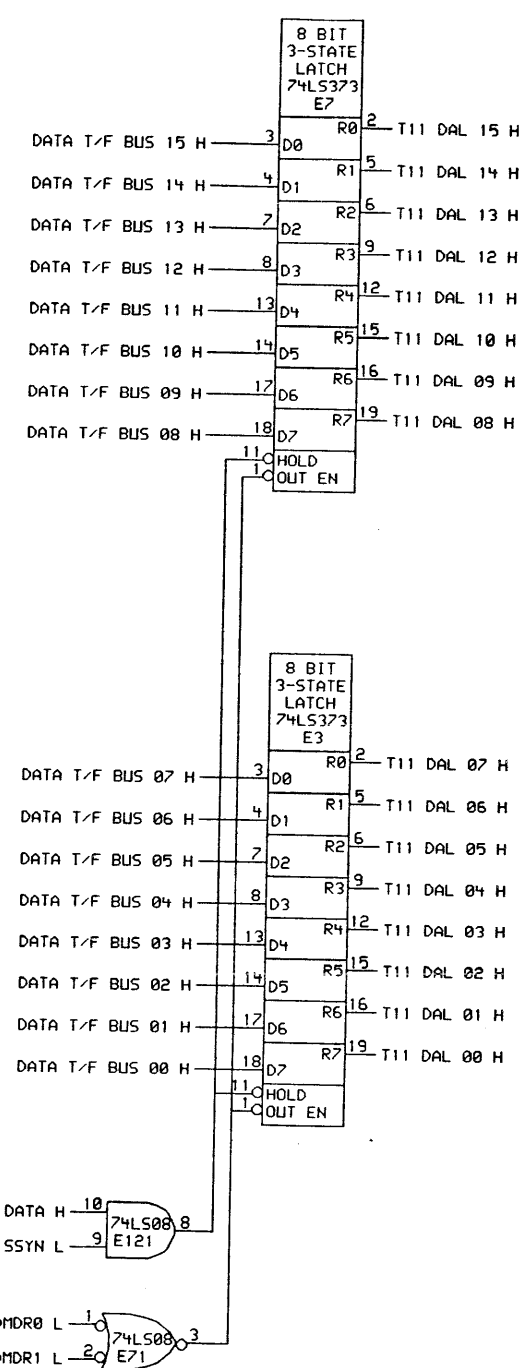 8 BIT
3-STATE
LATCH
74LS373
E7
DATA T/F BUS 15 H 3 D0 R0 2 T11 DAL 15 H
DATA T/F BUS 14 H 4 D1 R1 5 T11 DAL 14 H
DATA T/F BUS 13 H 7 D2 R2 6 T11 DAL 13 H
DATA T/F BUS 12 H 8 D3 R3 9 T11 DAL 12 H
DATA T/F BUS 11 H 13 D4 R4 12 T11 DAL 11 H
DATA T/F BUS 10 H 14 D5 R5 15 T11 DAL 10 H
DATA T/F BUS 09 H 17 D6 R6 16 T11 DAL 09 H
DATA T/F BUS 08 H 18 D7 R7 19 T11 DAL 08 H
11 HOLD
1 OUT EN
8 BIT
3-STATE
LATCH
74LS373
E3
DATA T/F BUS 07 H 3 D0 R0 2 T11 DAL 07 H
DATA T/F BUS 06 H 4 D1 R1 5 T11 DAL 06 H
DATA T/F BUS 05 H 7 D2 R2 6 T11 DAL 05 H
DATA T/F BUS 04 H 8 D3 R3 9 T11 DAL 04 H
DATA T/F BUS 03 H 13 D4 R4 12 T11 DAL 03 H
DATA T/F BUS 02 H 14 D5 R5 15 T11 DAL 02 H
DATA T/F BUS 01 H 17 D6 R6 16 T11 DAL 01 H
DATA T/F BUS 00 H 18 D7 R7 19 T11 DAL 00 H
11 HOLD
1 OUT EN
DATA H 10 74LS08 8
SSYN L 9 E121
MDR0 L 1 74LS08 3
MDR1 L 2 E71